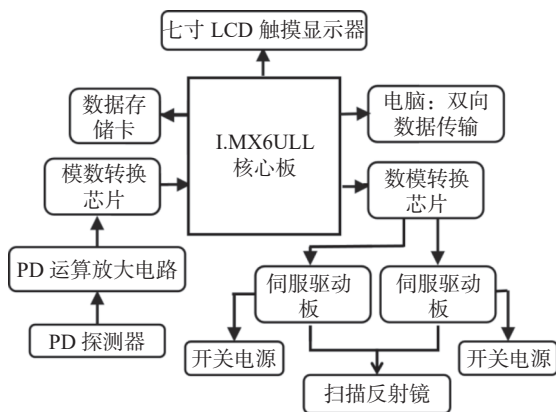 七寸 LCD 触摸显示器
数据存
储卡
I.MX6ULL
核心板
电脑：双向
数据传输
模数转换
芯片
数模转换
芯片
PD 运算放大电路
伺服驱动
板
伺服驱动
板
PD 探测器
开关电源
开关电源
扫描反射镜